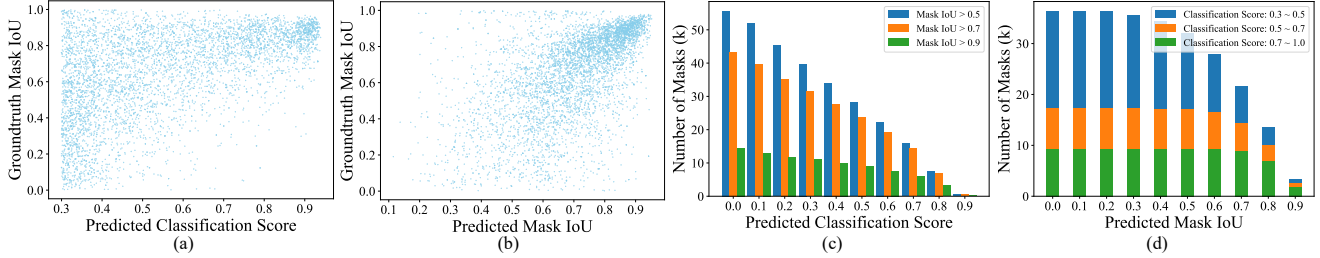 Groundtruth Mask IoU
1.0
0.8
0.6
0.4
0.2
0.0
0.3 0.4 0.5 0.6 0.7 0.8 0.9
Predicted Classification Score
(a)
Groundtruth Mask IoU
1.0
0.8
0.6
0.4
0.2
0.0
0.1 0.2 0.3 0.4 0.5 0.6 0.7 0.8 0.9
Predicted Mask IoU
(b)
Number of Masks (k)
50
40
30
20
10
0
Mask IoU > 0.5
Mask IoU > 0.7
Mask IoU > 0.9
0.0 0.1 0.2 0.3 0.4 0.5 0.6 0.7 0.8 0.9
Predicted Classification Score
(c)
Number of Masks (k)
30
20
10
0
Classification Score: 0.3 ~ 0.5
Classification Score: 0.5 ~ 0.7
Classification Score: 0.7 ~ 1.0
0.0 0.1 0.2 0.3 0.4 0.5 0.6 0.7 0.8 0.9
Predicted Mask IoU
(d)